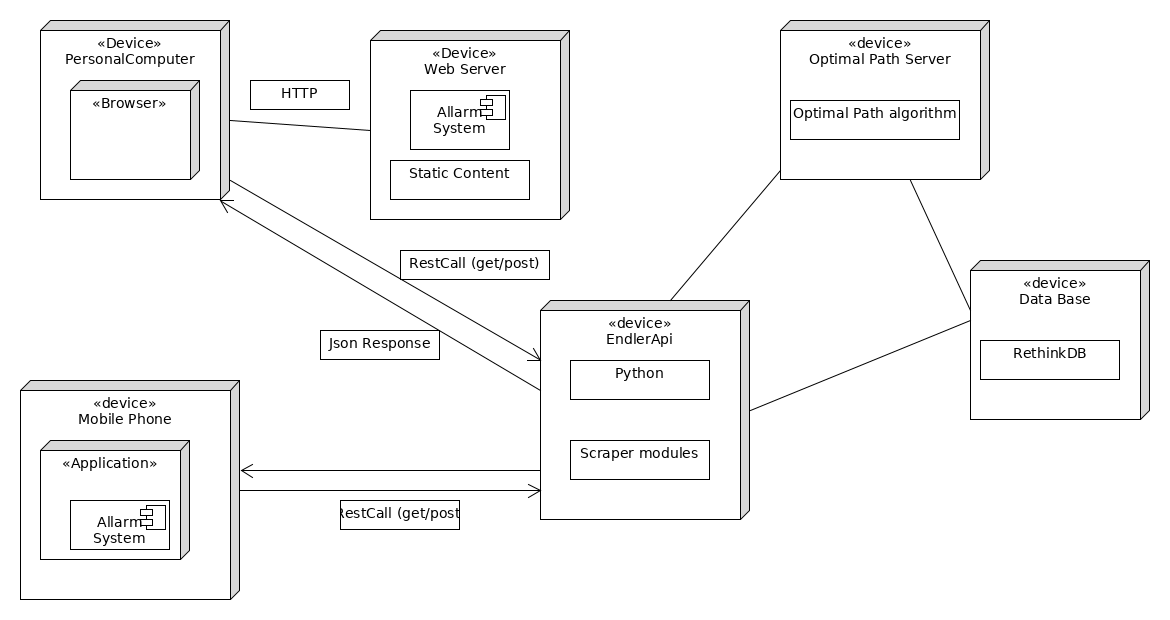 «Device»
PersonalComputer
«Browser»
HTTP
«Device»
Web Server
Allarm
System
Static Content
«device»
Optimal Path Server
Optimal Path algorithm
RestCall (get/post)
Json Response
«device»
EndlerApi
Python
Scraper modules
«device»
Data Base
RethinkDB
«device»
Mobile Phone
«Application»
Allarm
System
RestCall (get/post